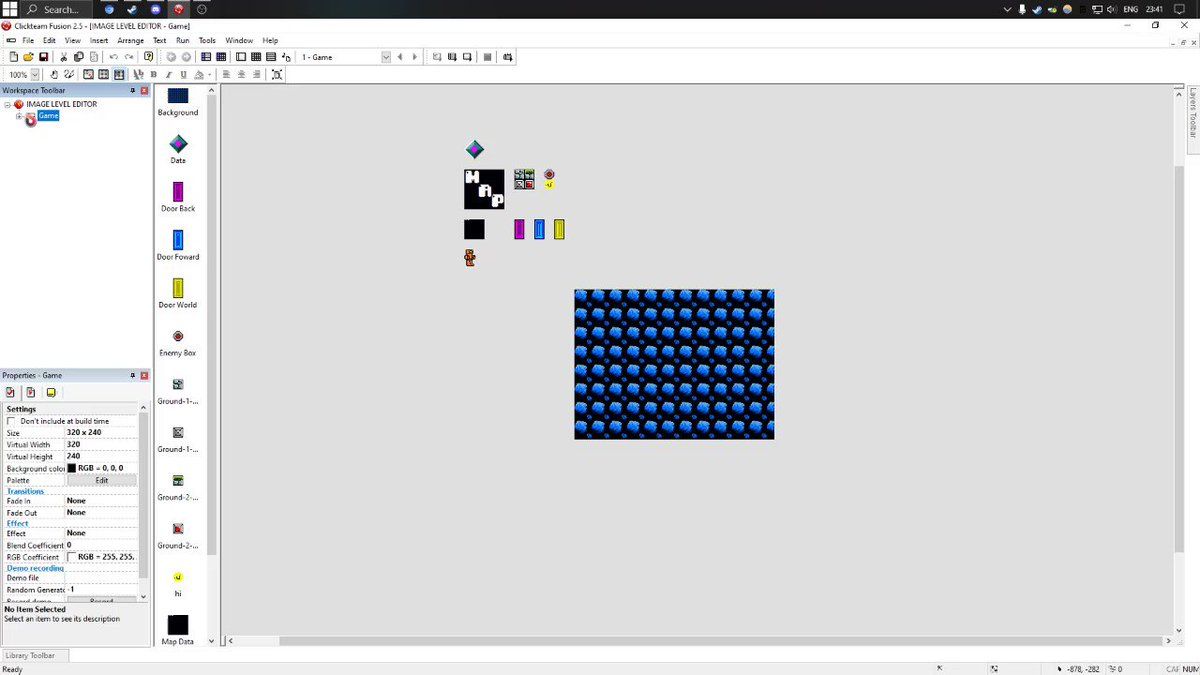 Search...
ENG 23:41
Clickteam Fusion 2.5 - [IMAGE LEVEL EDITOR - Game]
File Edit View Insert Arrange Text Run Tools Window Help
1 - Game
100%
B I U
Workspace Toolbar
IMAGE LEVEL EDITOR
Game
Background
Data
Door Back
Door Foward
Door World
Enemy Box
Ground-1-...
Ground-1-...
Ground-2-...
Ground-2-...
hi
Map Data
MAP
Layers Toolbar
Properties - Game
Settings
Don't include at build time
Size 320 x 240
Virtual Width 320
Virtual Height 240
Background color RGB = 0, 0, 0
Palette Edit
Transitions
Fade In None
Fade Out None
Effect
Effect None
Blend Coefficient 0
RGB Coefficient RGB = 255, 255,
Demo recording
Demo file
Random Generato -1
Record demo Record
No Item Selected
Select an item to see its description
Library Toolbar
Ready
-878, -282 0 CAP NUM